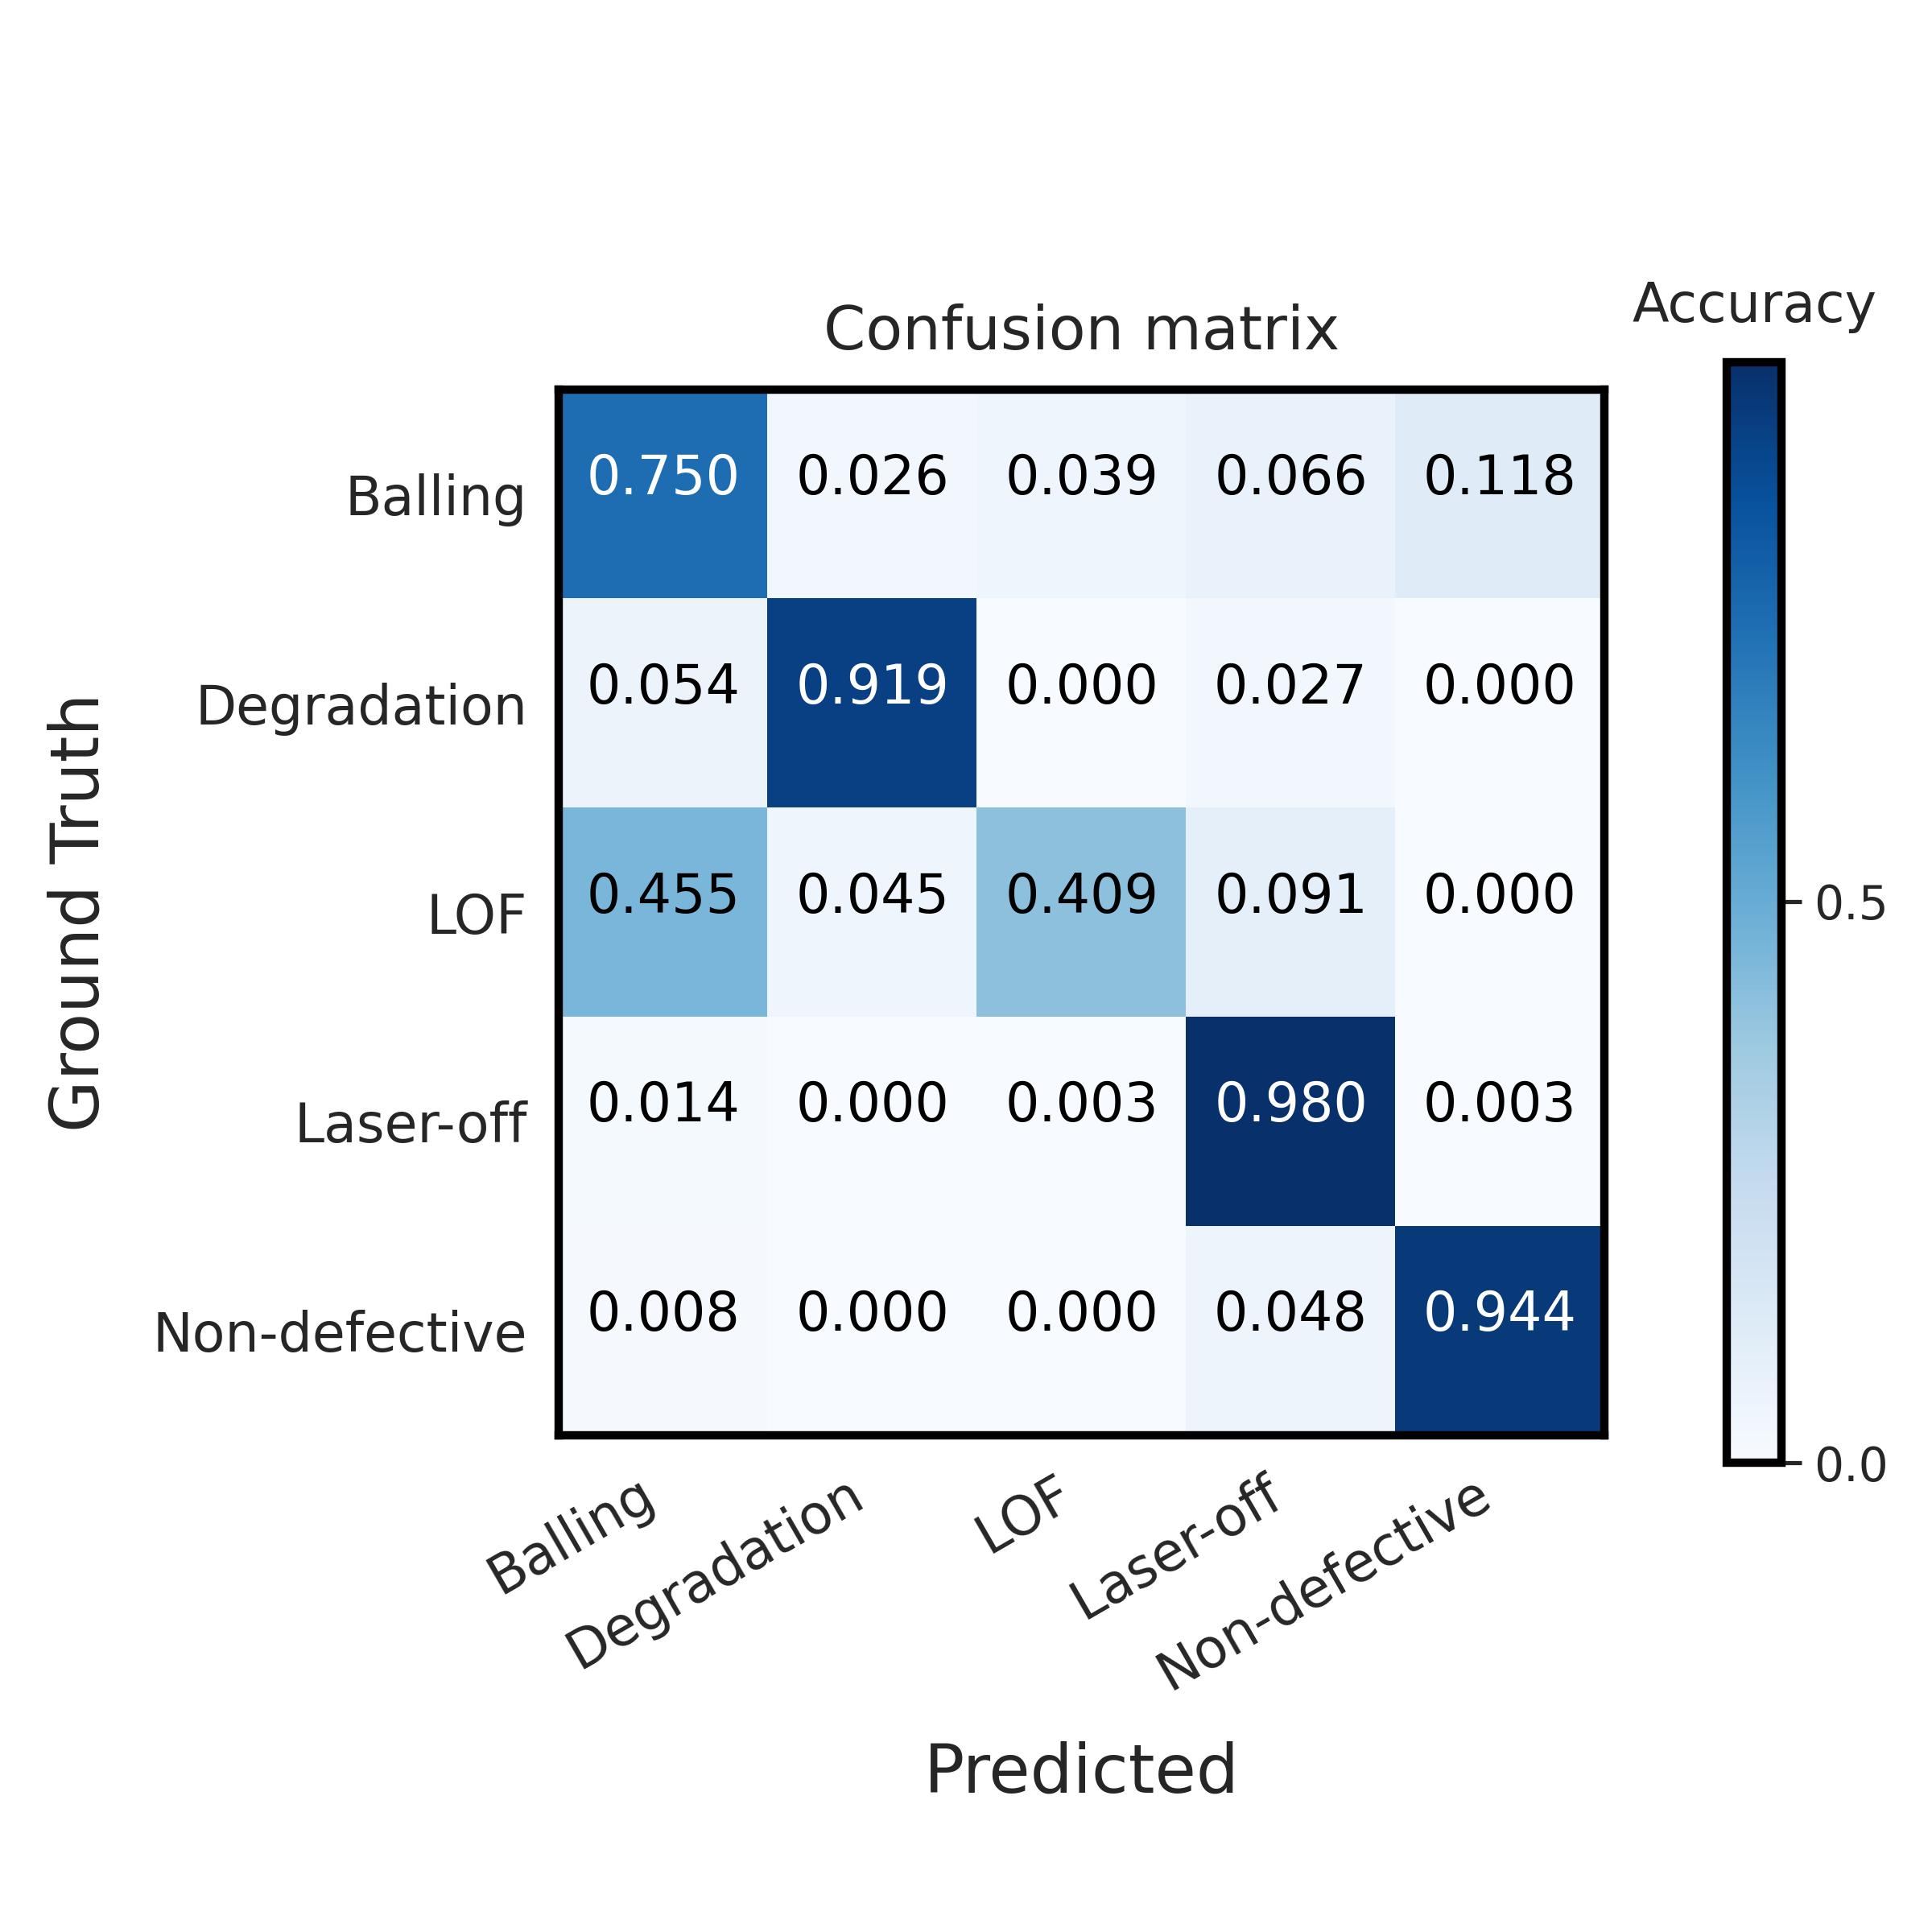 Accuracy
Confusion matrix
Balling 0.750 0.026 0.039 0.066 0.118
Degradation 0.054 0.919 0.000 0.027 0.000
LOF 0.455 0.045 0.409 0.091 0.000
Laser-off 0.014 0.000 0.003 0.980 0.003
Non-defective 0.008 0.000 0.000 0.048 0.944
Ground Truth
0.5
0.0
Balling
Degradation
LOF
Laser-off
Non-defective
Predicted